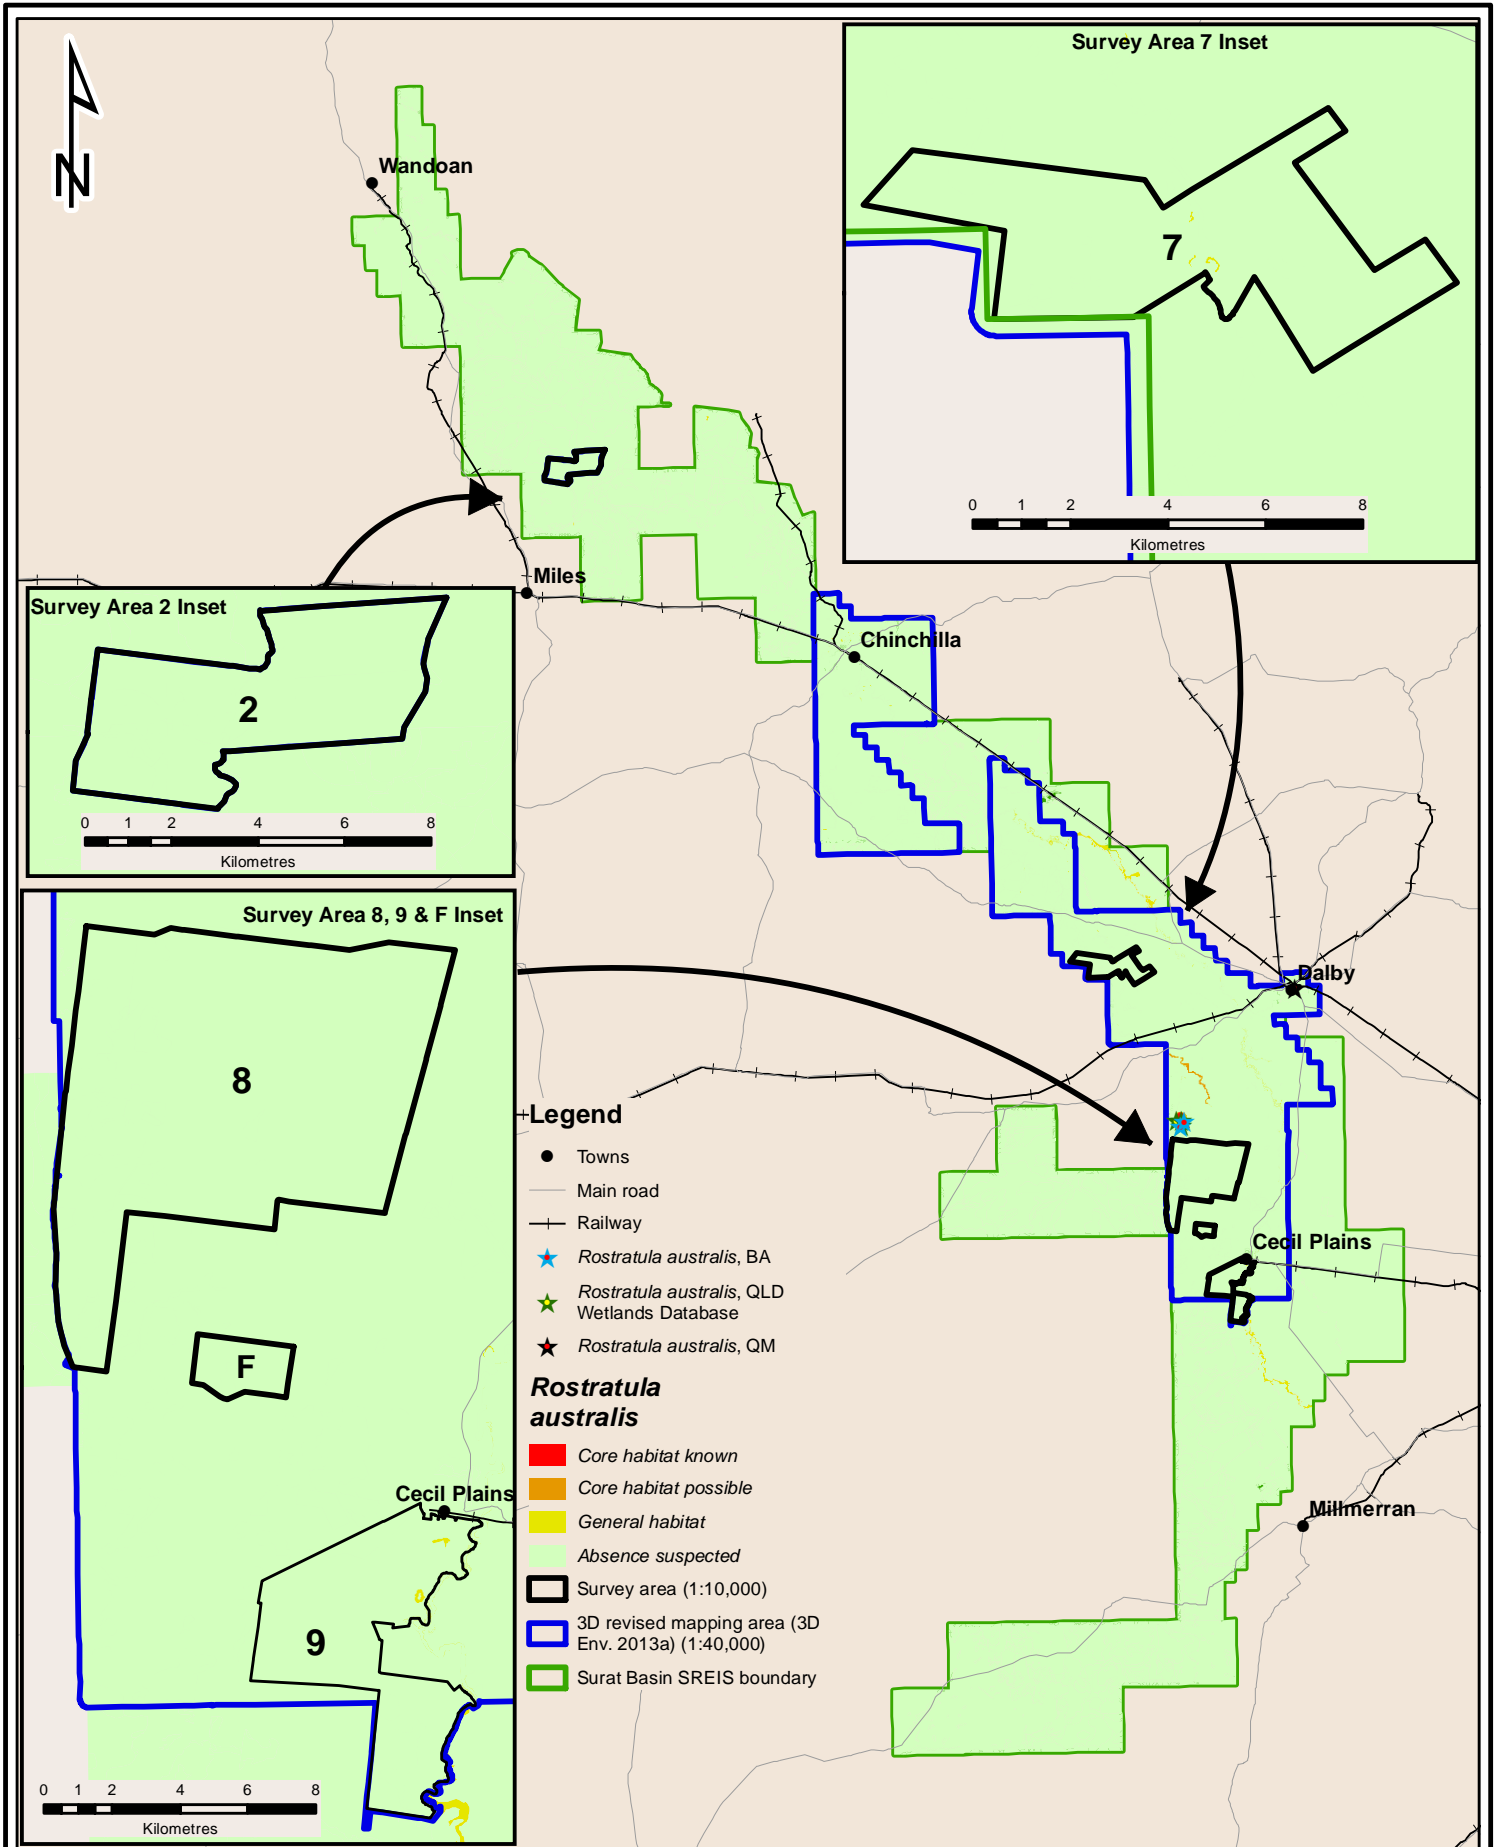 Survey Area 7 Inset
7
0 1 2 4 6 8
Kilometres
N
Wandoan
Miles
Survey Area 2 Inset
2
0 1 2 4 6 8
Kilometres
Chinchilla
Dalby
Survey Area 8, 9 & F Inset
8
F
Cecil Plains
9
0 1 2 4 6 8
Kilometres
Cecil Plains
Millmerran
Legend
Towns
Main road
Railway
Rostratula australis, BA
Rostratula australis, QLD
Wetlands Database
Rostratula australis, QM
Rostratula
australis
Core habitat known
Core habitat possible
General habitat
Absence suspected
Survey area (1:10,000)
3D revised mapping area (3D
Env. 2013a) (1:40,000)
Surat Basin SREIS boundary